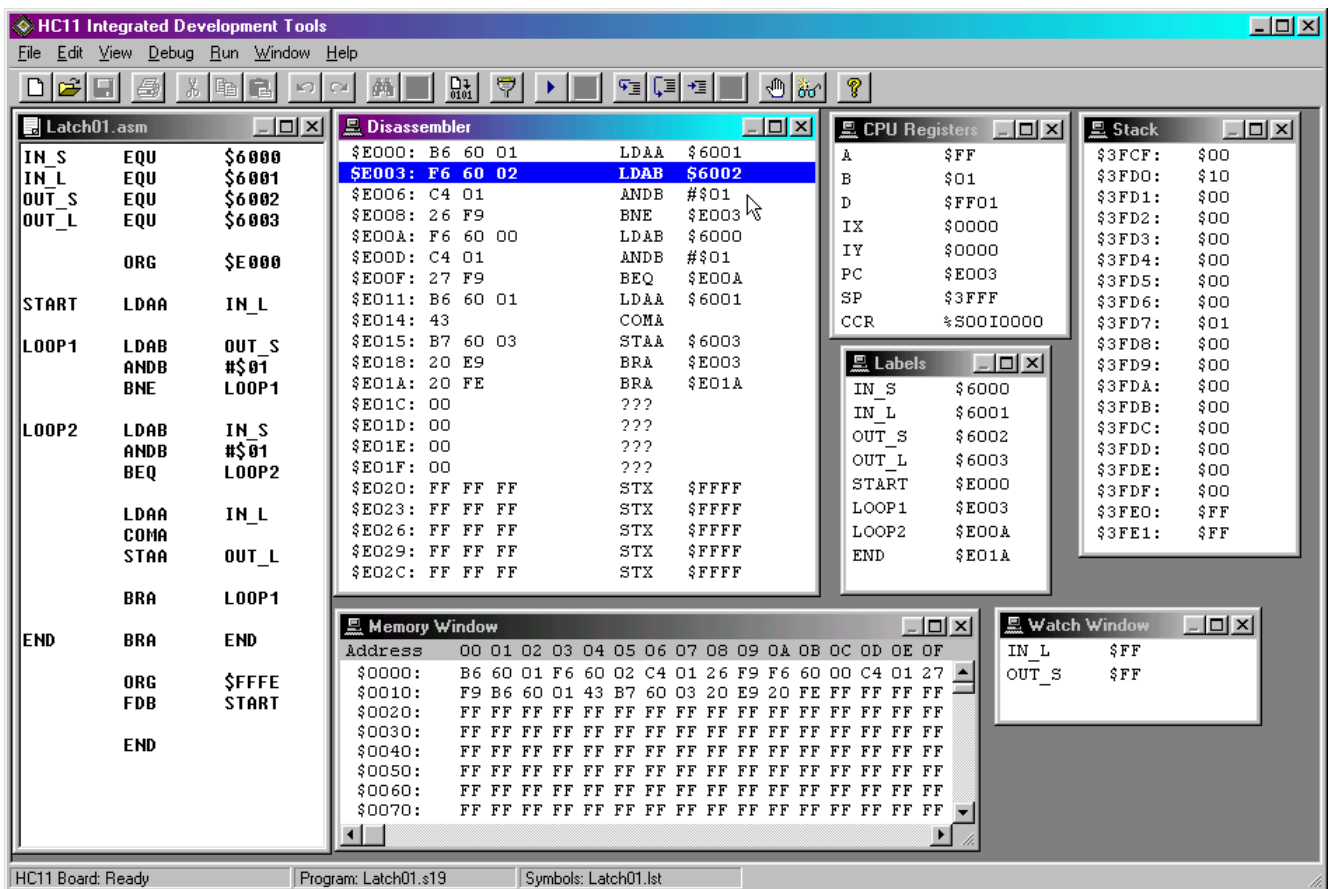 HC11 Integrated Development Tools
File Edit View Debug Run Window Help
Latch01.asm
IN_S EQU $6000
IN_L EQU $6001
OUT_S EQU $6002
OUT_L EQU $6003
ORG $E000
START LDAA IN_L
LOOP1 LDAB OUT_S
ANDB #$01
BNE LOOP1
LOOP2 LDAB IN_S
ANDB #$01
BEQ LOOP2
LDAA IN_L
COMA
STAA OUT_L
BRA LOOP1
END BRA END
ORG $FFFE
FDB START
END
Disassembler
$E000: B6 60 01 LDAA $6001
$E003: F6 60 02 LDAB $6002
$E006: C4 01 ANDB #$01
$E008: 26 F9 BNE $E003
$E00A: F6 60 00 LDAB $6000
$E00D: C4 01 ANDB #$01
$E00F: 27 F9 BEQ $E00A
$E011: B6 60 01 LDAA $6001
$E014: 43 COMA
$E015: B7 60 03 STAA $6003
$E018: 20 E9 BRA $E003
$E01A: 20 FE BRA $E01A
$E01C: 00 ???
$E01D: 00 ???
$E01E: 00 ???
$E01F: 00 ???
$E020: FF FF FF STX $FFFF
$E023: FF FF FF STX $FFFF
$E026: FF FF FF STX $FFFF
$E029: FF FF FF STX $FFFF
$E02C: FF FF FF STX $FFFF
CPU Registers
A $FF
B $01
D $FF01
IX $0000
IY $0000
PC $E003
SP $3FFF
CCR %S00I0000
Labels
IN_S $6000
IN_L $6001
OUT_S $6002
OUT_L $6003
START $E000
LOOP1 $E003
LOOP2 $E00A
END $E01A
Stack
$3FCF: $00
$3FD0: $10
$3FD1: $00
$3FD2: $00
$3FD3: $00
$3FD4: $00
$3FD5: $00
$3FD6: $00
$3FD7: $01
$3FD8: $00
$3FD9: $00
$3FDA: $00
$3FDB: $00
$3FDC: $00
$3FDD: $00
$3FDE: $00
$3FDF: $00
$3FE0: $FF
$3FE1: $FF
Memory Window
Address 00 01 02 03 04 05 06 07 08 09 0A 0B 0C 0D 0E 0F
$0000: B6 60 01 F6 60 02 C4 01 26 F9 F6 60 00 C4 01 27
$0010: F9 B6 60 01 43 B7 60 03 20 E9 20 FE FF FF FF FF
$0020: FF FF FF FF FF FF FF FF FF FF FF FF FF FF FF FF
$0030: FF FF FF FF FF FF FF FF FF FF FF FF FF FF FF FF
$0040: FF FF FF FF FF FF FF FF FF FF FF FF FF FF FF FF
$0050: FF FF FF FF FF FF FF FF FF FF FF FF FF FF FF FF
$0060: FF FF FF FF FF FF FF FF FF FF FF FF FF FF FF FF
$0070: FF FF FF FF FF FF FF FF FF FF FF FF FF FF FF FF
Watch Window
IN_L $FF
OUT_S $FF
HC11 Board: Ready Program: Latch01.s19 Symbols: Latch01.lst